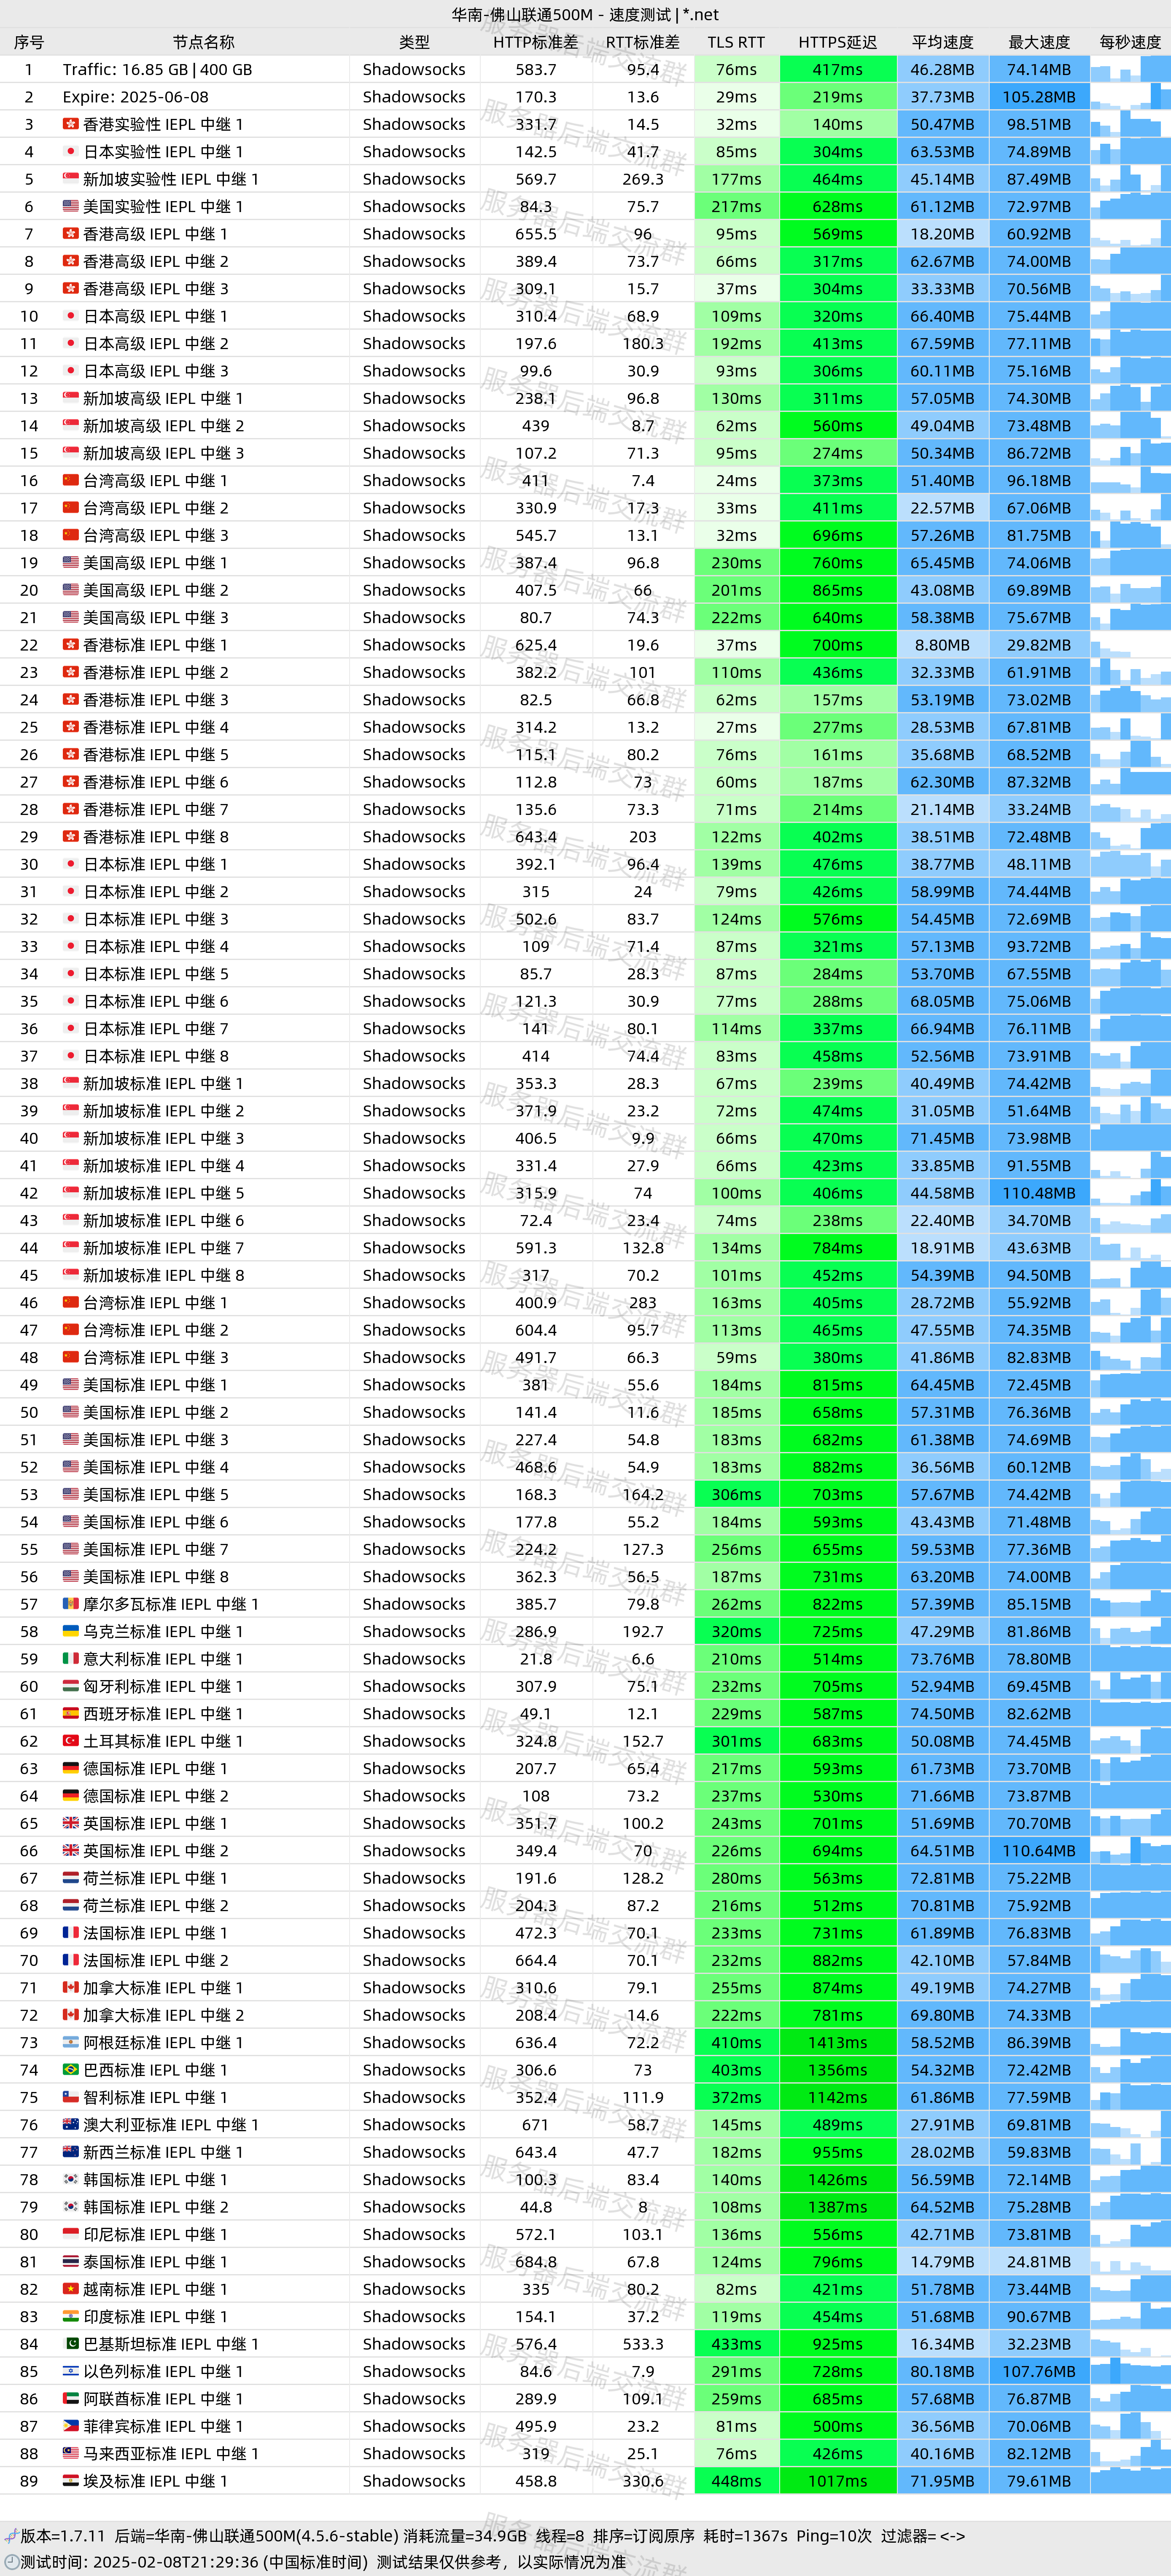 华南-佛山联通500M - 速度测试 | *.net
序号 节点名称 类型 HTTP标准差 RTT标准差 TLS RTT HTTPS延迟 平均速度 最大速度 每秒速度
1 Traffic: 16.85 GB | 400 GB Shadowsocks 583.7 95.4 76ms 417ms 46.28MB 74.14MB
2 Expire: 2025-06-08 Shadowsocks 170.3 13.6 29ms 219ms 37.73MB 105.28MB
3 香港实验性 IEPL 中继 1 Shadowsocks 331.7 14.5 32ms 140ms 50.47MB 98.51MB
4 日本实验性 IEPL 中继 1 Shadowsocks 142.5 41.7 85ms 304ms 63.53MB 74.89MB
5 新加坡实验性 IEPL 中继 1 Shadowsocks 569.7 269.3 177ms 464ms 45.14MB 87.49MB
6 美国实验性 IEPL 中继 1 Shadowsocks 84.3 75.7 217ms 628ms 61.12MB 72.97MB
7 香港高级 IEPL 中继 1 Shadowsocks 655.5 96 95ms 569ms 18.20MB 60.92MB
8 香港高级 IEPL 中继 2 Shadowsocks 389.4 73.7 66ms 317ms 62.67MB 74.00MB
9 香港高级 IEPL 中继 3 Shadowsocks 309.1 15.7 37ms 304ms 33.33MB 70.56MB
10 日本高级 IEPL 中继 1 Shadowsocks 310.4 68.9 109ms 320ms 66.40MB 75.44MB
11 日本高级 IEPL 中继 2 Shadowsocks 197.6 180.3 192ms 413ms 67.59MB 77.11MB
12 日本高级 IEPL 中继 3 Shadowsocks 99.6 30.9 93ms 306ms 60.11MB 75.16MB
13 新加坡高级 IEPL 中继 1 Shadowsocks 238.1 96.8 130ms 311ms 57.05MB 74.30MB
14 新加坡高级 IEPL 中继 2 Shadowsocks 439 8.7 62ms 560ms 49.04MB 73.48MB
15 新加坡高级 IEPL 中继 3 Shadowsocks 107.2 71.3 95ms 274ms 50.34MB 86.72MB
16 台湾高级 IEPL 中继 1 Shadowsocks 411 7.4 24ms 373ms 51.40MB 96.18MB
17 台湾高级 IEPL 中继 2 Shadowsocks 330.9 17.3 33ms 411ms 22.57MB 67.06MB
18 台湾高级 IEPL 中继 3 Shadowsocks 545.7 13.1 32ms 696ms 57.26MB 81.75MB
19 美国高级 IEPL 中继 1 Shadowsocks 387.4 96.8 230ms 760ms 65.45MB 74.06MB
20 美国高级 IEPL 中继 2 Shadowsocks 407.5 66 201ms 865ms 43.08MB 69.89MB
21 美国高级 IEPL 中继 3 Shadowsocks 80.7 74.3 222ms 640ms 58.38MB 75.67MB
22 香港标准 IEPL 中继 1 Shadowsocks 625.4 19.6 37ms 700ms 8.80MB 29.82MB
23 香港标准 IEPL 中继 2 Shadowsocks 382.2 101 110ms 436ms 32.33MB 61.91MB
24 香港标准 IEPL 中继 3 Shadowsocks 82.5 66.8 62ms 157ms 53.19MB 73.02MB
25 香港标准 IEPL 中继 4 Shadowsocks 314.2 13.2 27ms 277ms 28.53MB 67.81MB
26 香港标准 IEPL 中继 5 Shadowsocks 115.1 80.2 76ms 161ms 35.68MB 68.52MB
27 香港标准 IEPL 中继 6 Shadowsocks 112.8 73 60ms 187ms 62.30MB 87.32MB
28 香港标准 IEPL 中继 7 Shadowsocks 135.6 73.3 71ms 214ms 21.14MB 33.24MB
29 香港标准 IEPL 中继 8 Shadowsocks 643.4 203 122ms 402ms 38.51MB 72.48MB
30 日本标准 IEPL 中继 1 Shadowsocks 392.1 96.4 139ms 476ms 38.77MB 48.11MB
31 日本标准 IEPL 中继 2 Shadowsocks 315 24 79ms 426ms 58.99MB 74.44MB
32 日本标准 IEPL 中继 3 Shadowsocks 502.6 83.7 124ms 576ms 54.45MB 72.69MB
33 日本标准 IEPL 中继 4 Shadowsocks 109 71.4 87ms 321ms 57.13MB 93.72MB
34 日本标准 IEPL 中继 5 Shadowsocks 85.7 28.3 87ms 284ms 53.70MB 67.55MB
35 日本标准 IEPL 中继 6 Shadowsocks 121.3 30.9 77ms 288ms 68.05MB 75.06MB
36 日本标准 IEPL 中继 7 Shadowsocks 141 80.1 114ms 337ms 66.94MB 76.11MB
37 日本标准 IEPL 中继 8 Shadowsocks 414 74.4 83ms 458ms 52.56MB 73.91MB
38 新加坡标准 IEPL 中继 1 Shadowsocks 353.3 28.3 67ms 239ms 40.49MB 74.42MB
39 新加坡标准 IEPL 中继 2 Shadowsocks 371.9 23.2 72ms 474ms 31.05MB 51.64MB
40 新加坡标准 IEPL 中继 3 Shadowsocks 406.5 9.9 66ms 470ms 71.45MB 73.98MB
41 新加坡标准 IEPL 中继 4 Shadowsocks 331.4 27.9 66ms 423ms 33.85MB 91.55MB
42 新加坡标准 IEPL 中继 5 Shadowsocks 315.9 74 100ms 406ms 44.58MB 110.48MB
43 新加坡标准 IEPL 中继 6 Shadowsocks 72.4 23.4 74ms 238ms 22.40MB 34.70MB
44 新加坡标准 IEPL 中继 7 Shadowsocks 591.3 132.8 134ms 784ms 18.91MB 43.63MB
45 新加坡标准 IEPL 中继 8 Shadowsocks 317 70.2 101ms 452ms 54.39MB 94.50MB
46 台湾标准 IEPL 中继 1 Shadowsocks 400.9 283 163ms 405ms 28.72MB 55.92MB
47 台湾标准 IEPL 中继 2 Shadowsocks 604.4 95.7 113ms 465ms 47.55MB 74.35MB
48 台湾标准 IEPL 中继 3 Shadowsocks 491.7 66.3 59ms 380ms 41.86MB 82.83MB
49 美国标准 IEPL 中继 1 Shadowsocks 381 55.6 184ms 815ms 64.45MB 72.45MB
50 美国标准 IEPL 中继 2 Shadowsocks 141.4 11.6 185ms 658ms 57.31MB 76.36MB
51 美国标准 IEPL 中继 3 Shadowsocks 227.4 54.8 183ms 682ms 61.38MB 74.69MB
52 美国标准 IEPL 中继 4 Shadowsocks 468.6 54.9 183ms 882ms 36.56MB 60.12MB
53 美国标准 IEPL 中继 5 Shadowsocks 168.3 164.2 306ms 703ms 57.67MB 74.42MB
54 美国标准 IEPL 中继 6 Shadowsocks 177.8 55.2 184ms 593ms 43.43MB 71.48MB
55 美国标准 IEPL 中继 7 Shadowsocks 224.2 127.3 256ms 655ms 59.53MB 77.36MB
56 美国标准 IEPL 中继 8 Shadowsocks 362.3 56.5 187ms 731ms 63.20MB 74.00MB
57 摩尔多瓦标准 IEPL 中继 1 Shadowsocks 385.7 79.8 262ms 822ms 57.39MB 85.15MB
58 乌克兰标准 IEPL 中继 1 Shadowsocks 286.9 192.7 320ms 725ms 47.29MB 81.86MB
59 意大利标准 IEPL 中继 1 Shadowsocks 21.8 6.6 210ms 514ms 73.76MB 78.80MB
60 匈牙利标准 IEPL 中继 1 Shadowsocks 307.9 75.1 232ms 705ms 52.94MB 69.45MB
61 西班牙标准 IEPL 中继 1 Shadowsocks 49.1 12.1 229ms 587ms 74.50MB 82.62MB
62 土耳其标准 IEPL 中继 1 Shadowsocks 324.8 152.7 301ms 683ms 50.08MB 74.45MB
63 德国标准 IEPL 中继 1 Shadowsocks 207.7 65.4 217ms 593ms 61.73MB 73.70MB
64 德国标准 IEPL 中继 2 Shadowsocks 108 73.2 237ms 530ms 71.66MB 73.87MB
65 英国标准 IEPL 中继 1 Shadowsocks 351.7 100.2 243ms 701ms 51.69MB 70.70MB
66 英国标准 IEPL 中继 2 Shadowsocks 349.4 70 226ms 694ms 64.51MB 110.64MB
67 荷兰标准 IEPL 中继 1 Shadowsocks 191.6 128.2 280ms 563ms 72.81MB 75.22MB
68 荷兰标准 IEPL 中继 2 Shadowsocks 204.3 87.2 216ms 512ms 70.81MB 75.92MB
69 法国标准 IEPL 中继 1 Shadowsocks 472.3 70.1 233ms 731ms 61.89MB 76.83MB
70 法国标准 IEPL 中继 2 Shadowsocks 664.4 70.1 232ms 882ms 42.10MB 57.84MB
71 加拿大标准 IEPL 中继 1 Shadowsocks 310.6 79.1 255ms 874ms 49.19MB 74.27MB
72 加拿大标准 IEPL 中继 2 Shadowsocks 208.4 14.6 222ms 781ms 69.80MB 74.33MB
73 阿根廷标准 IEPL 中继 1 Shadowsocks 636.4 72.2 410ms 1413ms 58.52MB 86.39MB
74 巴西标准 IEPL 中继 1 Shadowsocks 306.6 73 403ms 1356ms 54.32MB 72.42MB
75 智利标准 IEPL 中继 1 Shadowsocks 352.4 111.9 372ms 1142ms 61.86MB 77.59MB
76 澳大利亚标准 IEPL 中继 1 Shadowsocks 671 58.7 145ms 489ms 27.91MB 69.81MB
77 新西兰标准 IEPL 中继 1 Shadowsocks 643.4 47.7 182ms 955ms 28.02MB 59.83MB
78 韩国标准 IEPL 中继 1 Shadowsocks 100.3 83.4 140ms 1426ms 56.59MB 72.14MB
79 韩国标准 IEPL 中继 2 Shadowsocks 44.8 8 108ms 1387ms 64.52MB 75.28MB
80 印尼标准 IEPL 中继 1 Shadowsocks 572.1 103.1 136ms 556ms 42.71MB 73.81MB
81 泰国标准 IEPL 中继 1 Shadowsocks 684.8 67.8 124ms 796ms 14.79MB 24.81MB
82 越南标准 IEPL 中继 1 Shadowsocks 335 80.2 82ms 421ms 51.78MB 73.44MB
83 印度标准 IEPL 中继 1 Shadowsocks 154.1 37.2 119ms 454ms 51.68MB 90.67MB
84 巴基斯坦标准 IEPL 中继 1 Shadowsocks 576.4 533.3 433ms 925ms 16.34MB 32.23MB
85 以色列标准 IEPL 中继 1 Shadowsocks 84.6 7.9 291ms 728ms 80.18MB 107.76MB
86 阿联酋标准 IEPL 中继 1 Shadowsocks 289.9 109.1 259ms 685ms 57.68MB 76.87MB
87 菲律宾标准 IEPL 中继 1 Shadowsocks 495.9 23.2 81ms 500ms 36.56MB 70.06MB
88 马来西亚标准 IEPL 中继 1 Shadowsocks 319 25.1 76ms 426ms 40.16MB 82.12MB
89 埃及标准 IEPL 中继 1 Shadowsocks 458.8 330.6 448ms 1017ms 71.95MB 79.61MB
版本=1.7.11 后端=华南-佛山联通500M(4.5.6-stable) 消耗流量=34.9GB 线程=8 排序=订阅原序 耗时=1367s Ping=10次 过滤器= <->
测试时间: 2025-02-08T21:29:36 (中国标准时间) 测试结果仅供参考，以实际情况为准
服务器后端交流群